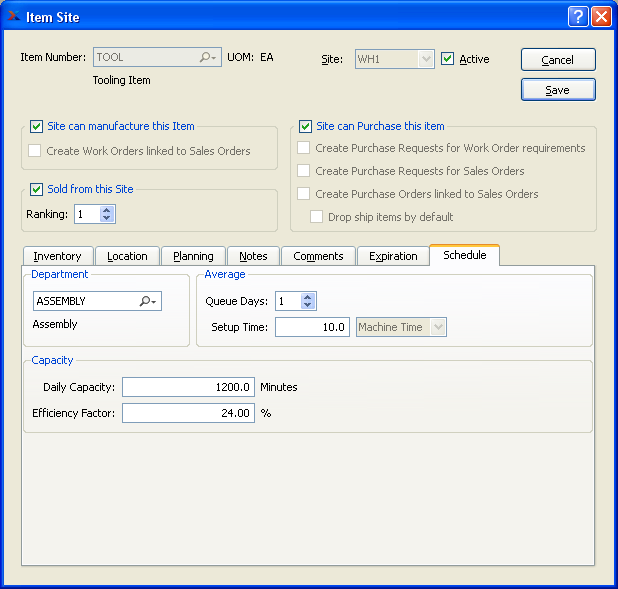 Item Site
Item Number: TOOL UOM: EA Site: WH1 Active Cancel
Tooling Item
Save
Site can manufacture this Item
Create Work Orders linked to Sales Orders
Sold from this Site
Ranking: 1
Site can Purchase this item
Create Purchase Requests for Work Order requirements
Create Purchase Requests for Sales Orders
Create Purchase Orders linked to Sales Orders
Drop ship items by default
Inventory Location Planning Notes Comments Expiration Schedule
Department
ASSEMBLY
Assembly
Average
Queue Days: 1
Setup Time: 10.0 Machine Time
Capacity
Daily Capacity: 1200.0 Minutes
Efficiency Factor: 24.00 %